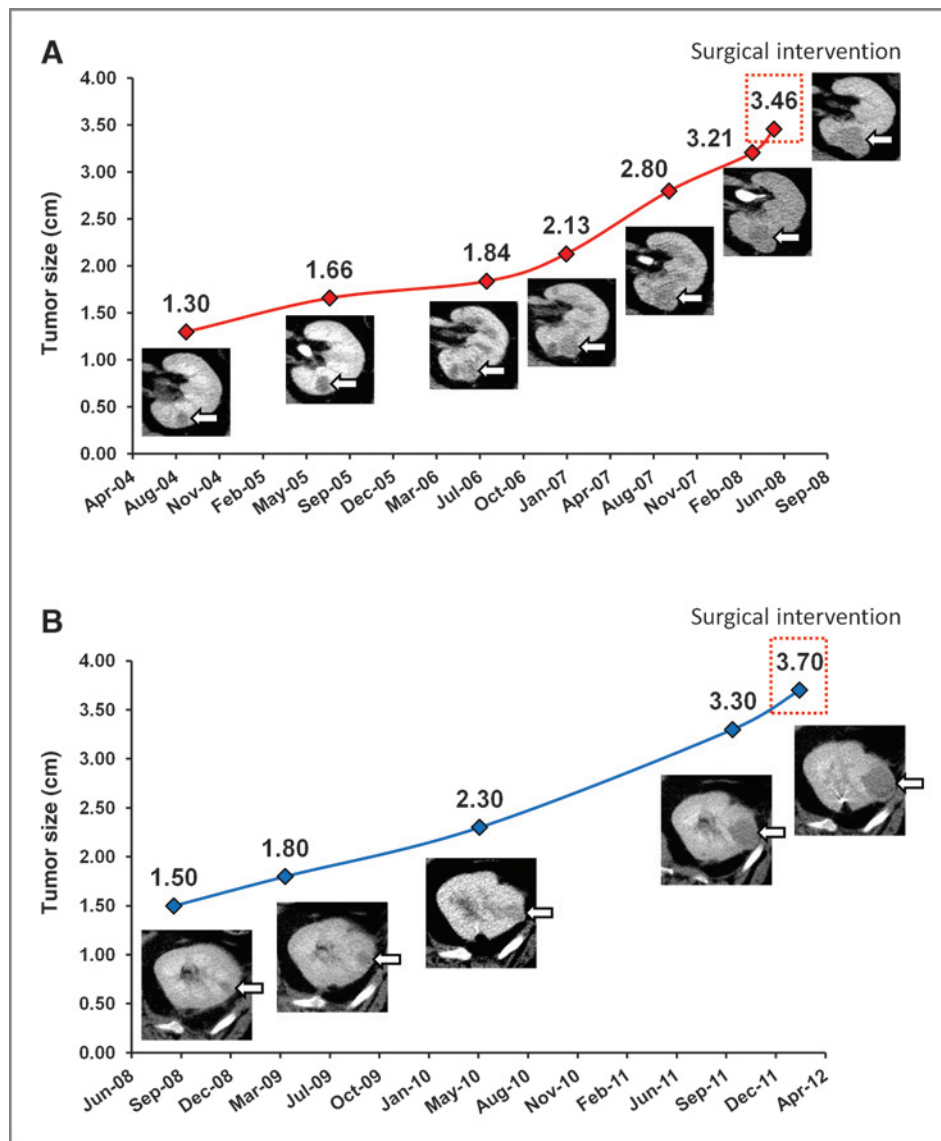 A
Surgical intervention
4.00
3.50
3.00
2.50
2.00
1.50
1.00
0.50
0.00
Tumor size (cm)
1.30
1.66
1.84
2.13
2.80
3.21
3.46
Apr-04
Aug-04
Nov-04
Feb-05
May-05
Sep-05
Dec-05
Mar-06
Jul-06
Oct-06
Jan-07
Apr-07
Aug-07
Nov-07
Feb-08
Jun-08
Sep-08
B
Surgical intervention
4.00
3.50
3.00
2.50
2.00
1.50
1.00
0.50
0.00
Tumor size (cm)
1.50
1.80
2.30
3.30
3.70
Jun-08
Sep-08
Dec-08
Mar-09
Jul-09
Oct-09
Jan-10
May-10
Aug-10
Nov-10
Feb-11
Jun-11
Sep-11
Dec-11
Apr-12